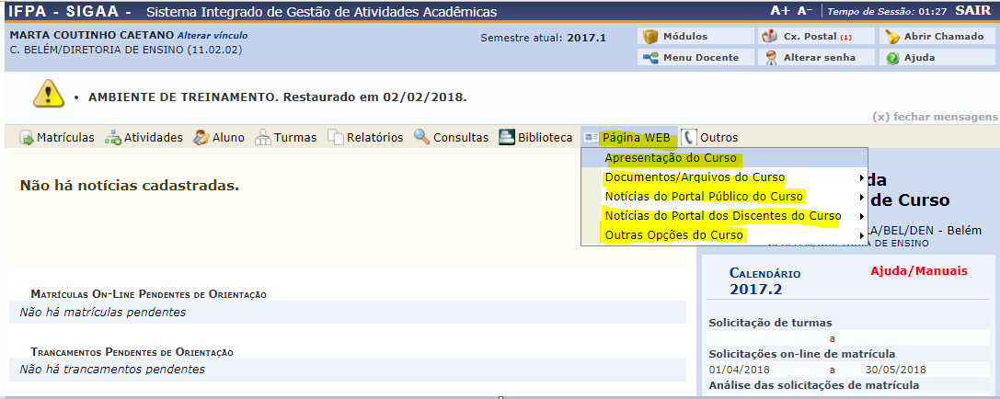 IFPA - SIGAA - Sistema Integrado de Gestão de Atividades Acadêmicas
A+ A- Tempo de Sessão: 01:27 SAIR
MARTA COUTINHO CAETANO Alterar vínculo
C. BELÉM/DIRETORIA DE ENSINO (11.02.02)
Semestre atual: 2017.1
Módulos
Cx. Postal (1)
Abrir Chamado
Menu Docente
Alterar senha
Ajuda
• AMBIENTE DE TREINAMENTO. Restaurado em 02/02/2018.
(x) fechar mensagens
Matrículas Atividades Aluno Turmas Relatórios Consultas Biblioteca Página WEB Outros
Apresentação do Curso
Documentos/Arquivos do Curso
Notícias do Portal Público do Curso
Notícias do Portal dos Discentes do Curso
Outras Opções do Curso
Não há notícias cadastradas.
da
de Curso
A/BEL/DEN - Belém
DE ENSINO
Matrículas On-Line Pendentes de Orientação
Não há matrículas pendentes
Trancamentos Pendentes de Orientação
Não há trancamentos pendentes
Calendário
2017.2
Ajuda/Manuais
Solicitação de turmas
a
Solicitações on-line de matrícula
01/04/2018 a 30/05/2018
Análise das solicitações de matrícula